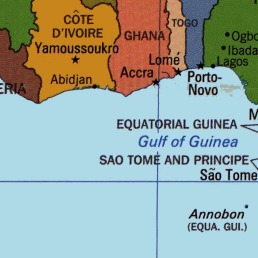 CÔTE
D'IVOIRE
Yamoussoukro
GHANA
TOGO
Ogbo
Ibada
Lomé
Lagos
Abidjan
Accra
Porto-
Novo
ERIA
M
EQUATORIAL GUINEA
Gulf of Guinea
SAO TOME AND PRINCIPE
São Tome
Annobon
(EQUA. GUI.)